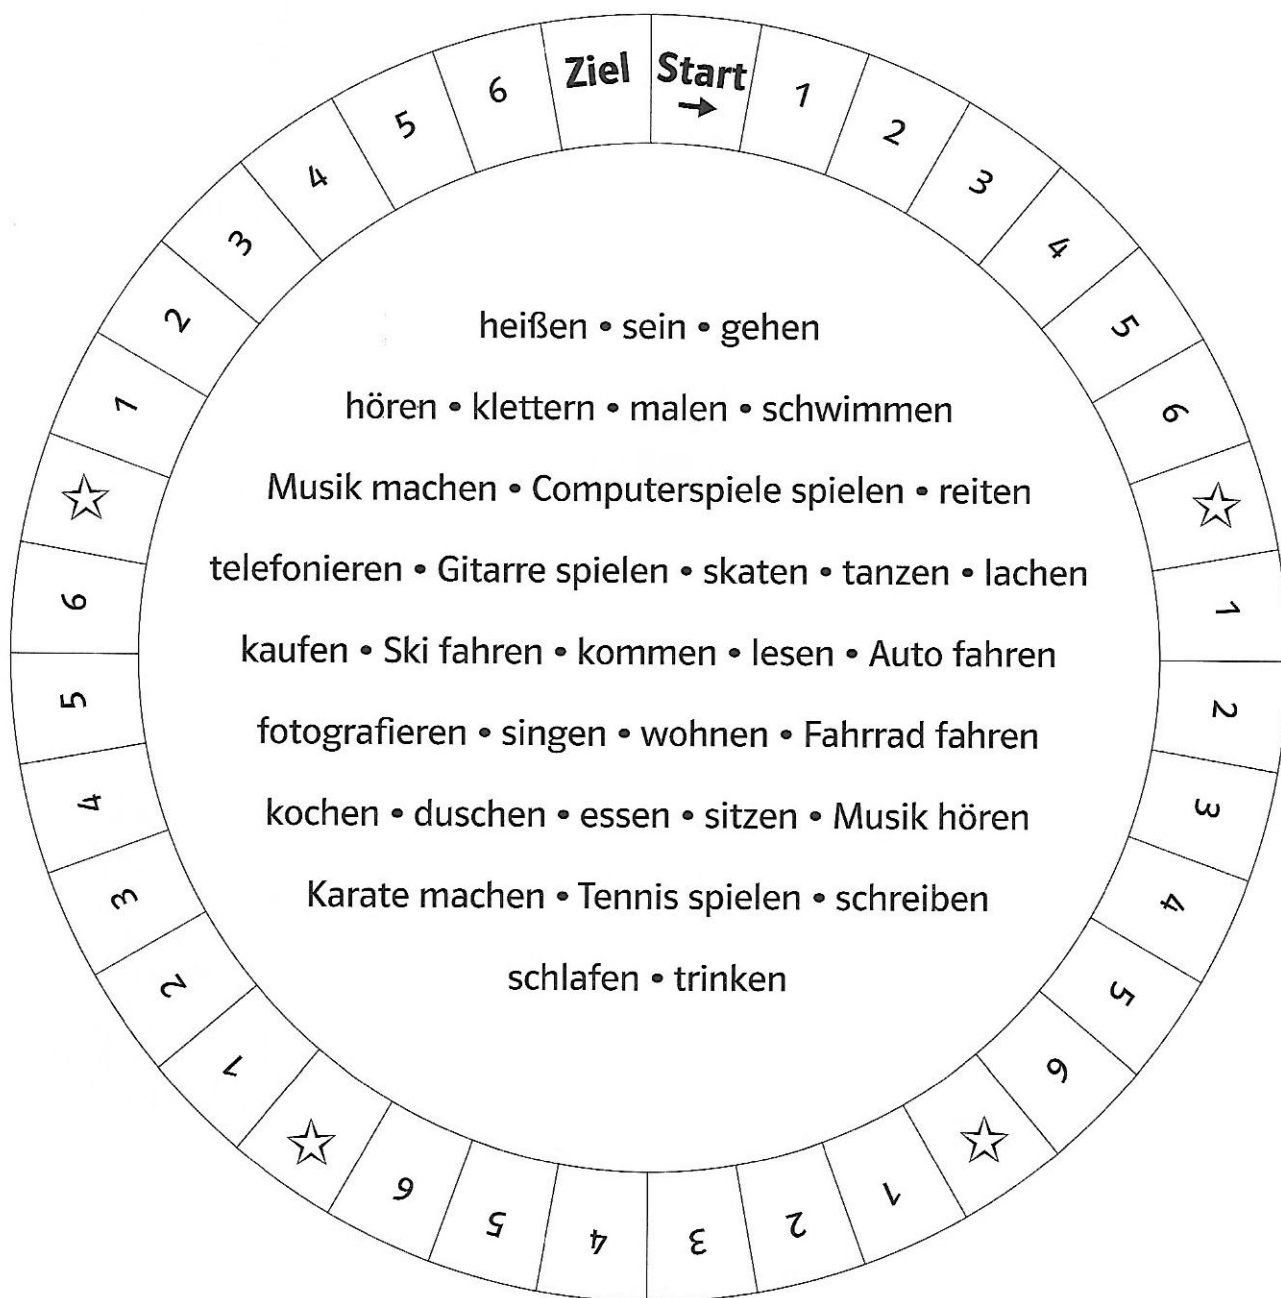 Start
1
2
3
4
5
6
1
2
3
4
5
6
1
2
3
4
5
6
1
2
3
4
5
6
1
2
3
4
5
6
Ziel
heißen • sein • gehen
hören • klettern • malen • schwimmen
Musik machen • Computerspiele spielen • reiten
telefonieren • Gitarre spielen • skaten • tanzen • lachen
kaufen • Ski fahren • kommen • lesen • Auto fahren
fotografieren • singen • wohnen • Fahrrad fahren
kochen • duschen • essen • sitzen • Musik hören
Karate machen • Tennis spielen • schreiben
schlafen • trinken